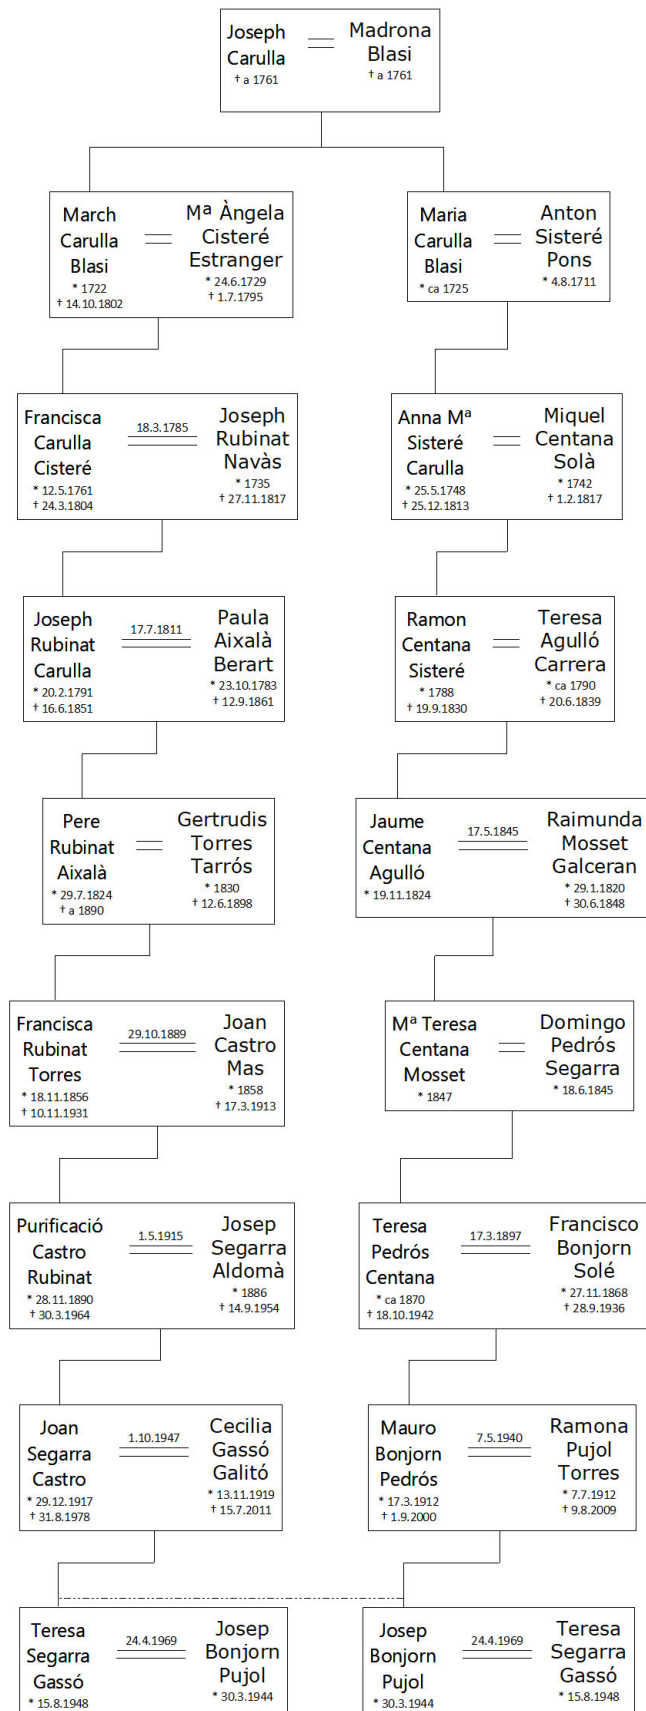 Joseph
Carulla
† a 1761
Madrona
Blasi
† a 1761
March
Carulla
Blasi
* 1722
† 14.10.1802
Mª Àngela
Cisteré
Estranger
* 24.6.1729
† 1.7.1795
Maria
Carulla
Blasi
* ca 1725
Anton
Sisteré
Pons
* 4.8.1711
Francisca
Carulla
Cisteré
* 12.5.1761
† 24.3.1804
18.3.1785
Joseph
Rubinat
Navàs
* 1735
† 27.11.1817
Anna Mª
Sisteré
Carulla
* 25.5.1748
† 25.12.1813
Miquel
Centana
Solà
* 1742
† 1.2.1817
Joseph
Rubinat
Carulla
* 20.2.1791
† 16.6.1851
17.7.1811
Paula
Aixalà
Berart
* 23.10.1783
† 12.9.1861
Ramon
Centana
Sisteré
* 1788
† 19.9.1830
Teresa
Agulló
Carrera
* ca 1790
† 20.6.1839
Pere
Rubinat
Aixalà
* 29.7.1824
† a 1890
Gertrudis
Torres
Tarrós
* 1830
† 12.6.1898
Jaume
Centana
Agulló
* 19.11.1824
17.5.1845
Raimunda
Mosset
Galceran
* 29.1.1820
† 30.6.1848
Francisca
Rubinat
Torres
* 18.11.1856
† 10.11.1931
29.10.1889
Joan
Castro
Mas
* 1858
† 17.3.1913
Mª Teresa
Centana
Mosset
* 1847
Domingo
Pedrós
Segarra
* 18.6.1845
Purificació
Castro
Rubinat
* 28.11.1890
† 30.3.1964
1.5.1915
Josep
Segarra
Aldomà
* 1886
† 14.9.1954
Teresa
Pedrós
Centana
* ca 1870
† 18.10.1942
17.3.1897
Francisco
Bonjorn
Solé
* 27.11.1868
† 28.9.1936
Joan
Segarra
Castro
* 29.12.1917
† 31.8.1978
1.10.1947
Cecilia
Gassó
Galitó
* 13.11.1919
† 15.7.2011
Mauro
Bonjorn
Pedrós
* 17.3.1912
† 1.9.2000
7.5.1940
Ramona
Pujol
Torres
* 7.7.1912
† 9.8.2009
Teresa
Segarra
Gassó
* 15.8.1948
24.4.1969
Josep
Bonjorn
Pujol
* 30.3.1944
Josep
Bonjorn
Pujol
* 30.3.1944
24.4.1969
Teresa
Segarra
Gassó
* 15.8.1948